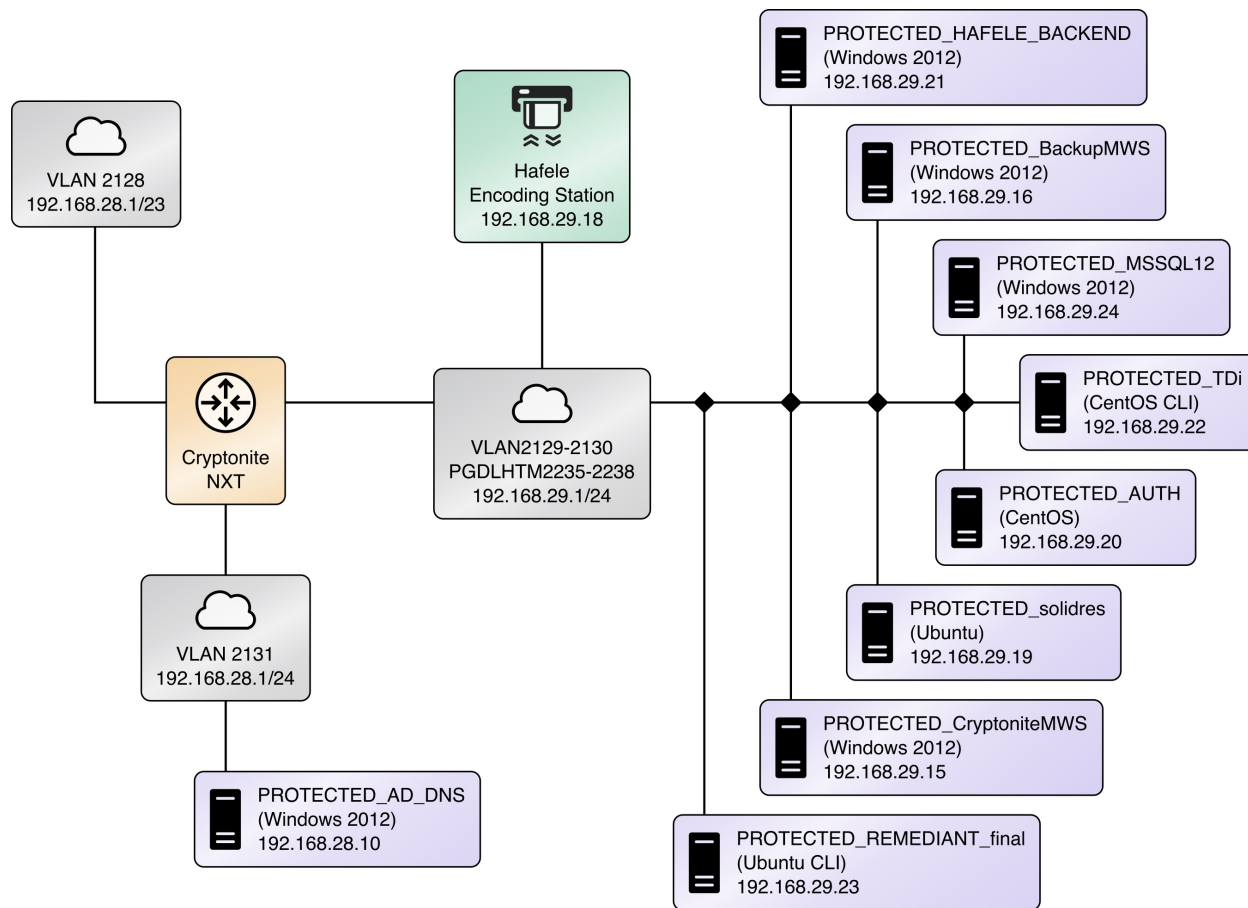 PROTECTED_HAFELE_BACKEND
(Windows 2012)
192.168.29.21
VLAN 2128
192.168.28.1/23
Hafele
Encoding Station
192.168.29.18
PROTECTED_BackupMWS
(Windows 2012)
192.168.29.16
PROTECTED_MSSQL12
(Windows 2012)
192.168.29.24
Cryptonite
NXT
VLAN2129-2130
PGDLHTM2235-2238
192.168.29.1/24
PROTECTED_TDi
(CentOS CLI)
192.168.29.22
PROTECTED_AUTH
(CentOS)
192.168.29.20
VLAN 2131
192.168.28.1/24
PROTECTED_solidres
(Ubuntu)
192.168.29.19
PROTECTED_CryptoniteMWS
(Windows 2012)
192.168.29.15
PROTECTED_AD_DNS
(Windows 2012)
192.168.28.10
PROTECTED_REMEDIANT_final
(Ubuntu CLI)
192.168.29.23